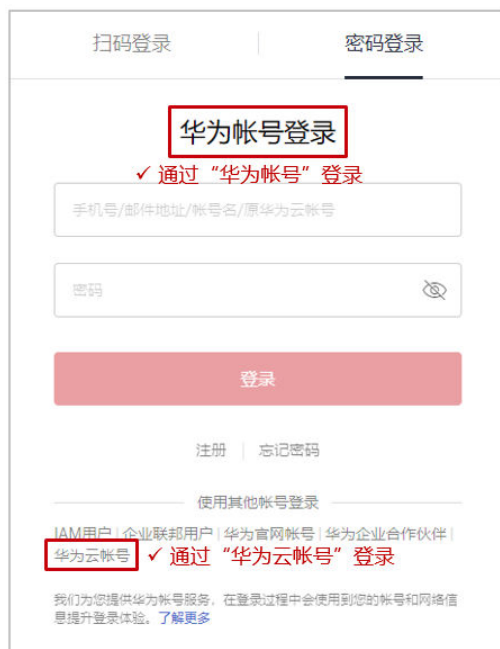 扫码登录 密码登录
华为帐号登录
✓ 通过“华为帐号”登录
手机号/邮件地址/帐号名/原华为云帐号
密码
登录
注册 | 忘记密码
使用其他帐号登录
IAM用户 | 企业联邦用户 | 华为官网帐号 | 华为企业合作伙伴 |
华为云帐号 ✓ 通过“华为云帐号”登录
我们为您提供华为帐号服务，在登录过程中会使用到您的帐号和网络信
息提升登录体验。了解更多